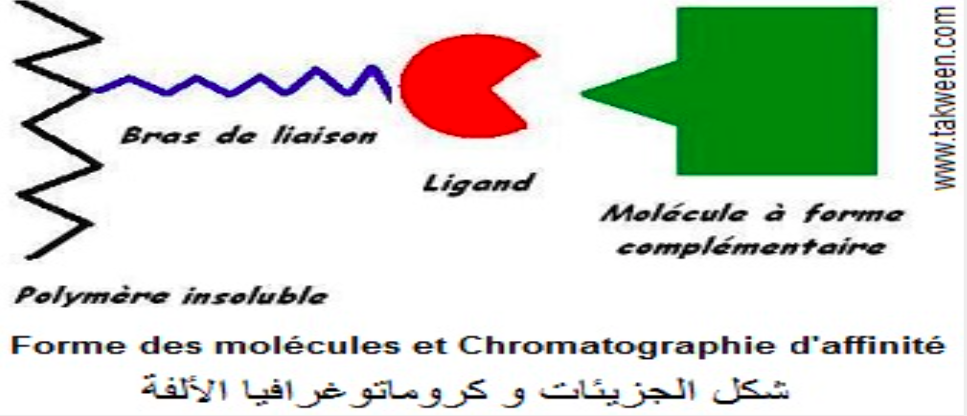 www.takween.com
Bras de liaison
Ligand
Molécule à forme
complémentaire
Polymère insoluble
Forme des molécules et Chromatographie d'affinité
شكل الجزيئات و كروماتوغرافيا الألفة